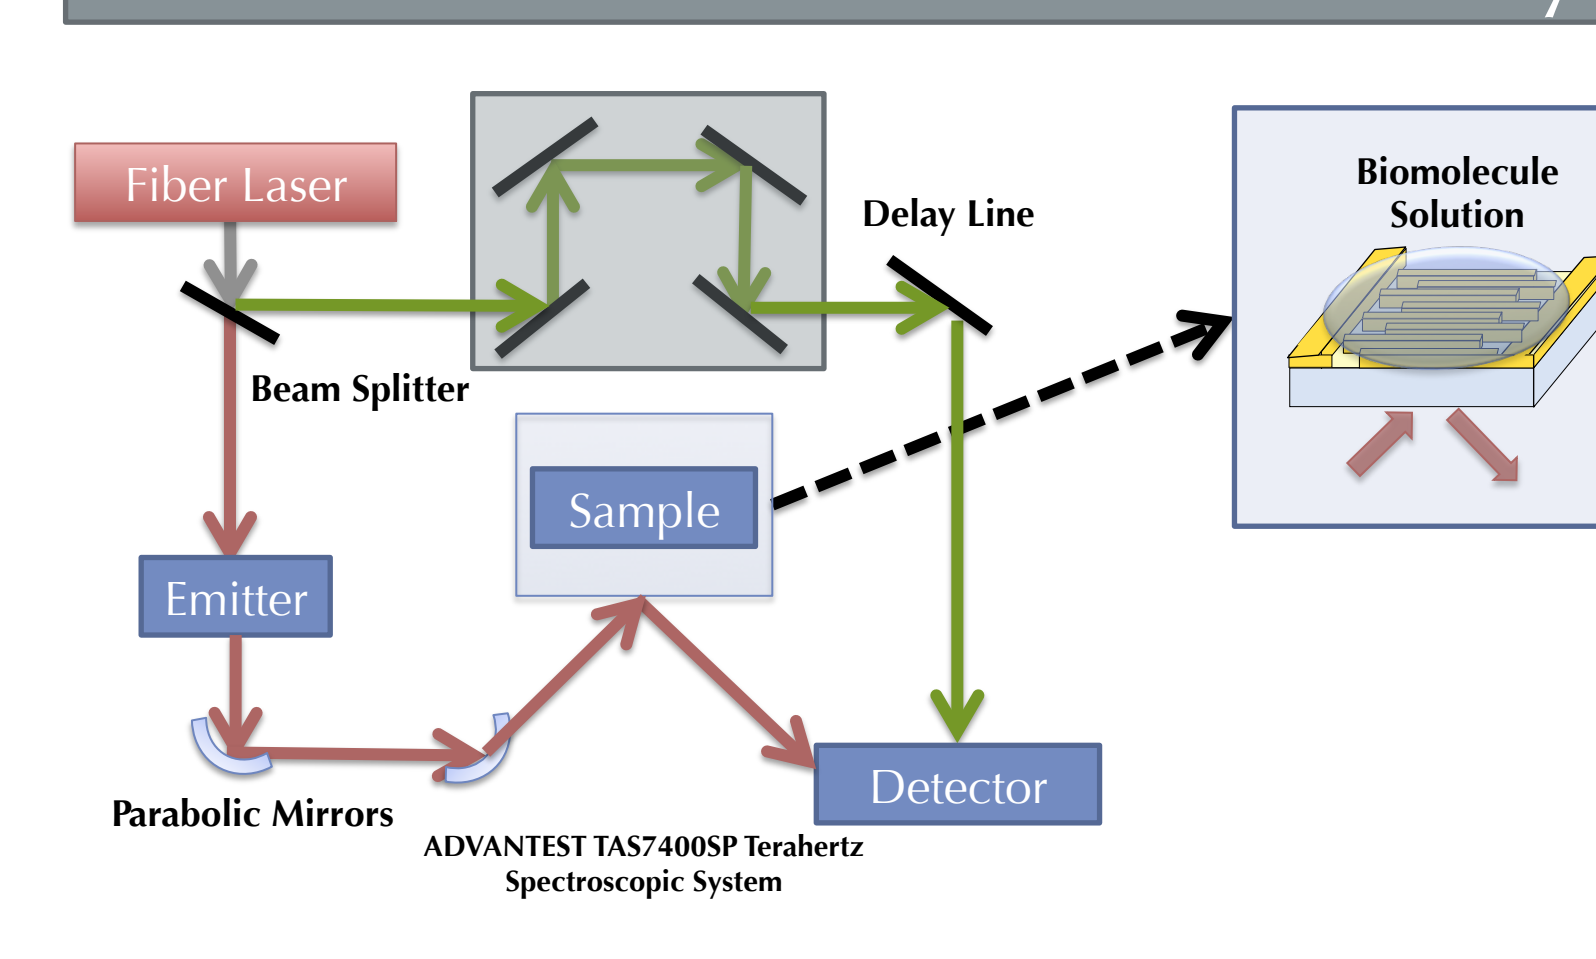 Fiber Laser
Delay Line
Biomolecule
Solution
Beam Splitter
Sample
Emitter
Detector
Parabolic Mirrors
ADVANTEST TAS7400SP Terahertz
Spectroscopic System